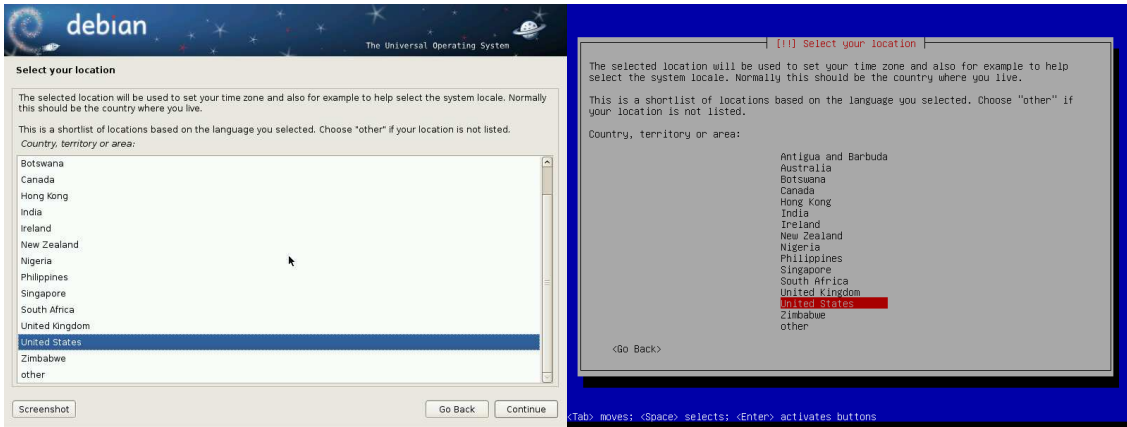 debian
The Universal Operating System
Select your location
The selected location will be used to set your time zone and also for example to help select the system locale. Normally
this should be the country where you live.
This is a shortlist of locations based on the language you selected. Choose "other" if your location is not listed.
Country, territory or area:
Botswana
Canada
Hong Kong
India
Ireland
New Zealand
Nigeria
Philippines
Singapore
South Africa
United Kingdom
United States
Zimbabwe
other
Screenshot
Go Back
Continue
[!!] Select your location
The selected location will be used to set your time zone and also for example to help
select the system locale. Normally this should be the country where you live.
This is a shortlist of locations based on the language you selected. Choose "other" if
your location is not listed.
Country, territory or area:
Antigua and Barbuda
Australia
Botswana
Canada
Hong Kong
India
Ireland
New Zealand
Nigeria
Philippines
Singapore
South Africa
United Kingdom
United States
Zimbabwe
other
<Go Back>
<Tab> moves; <Space> selects; <Enter> activates buttons